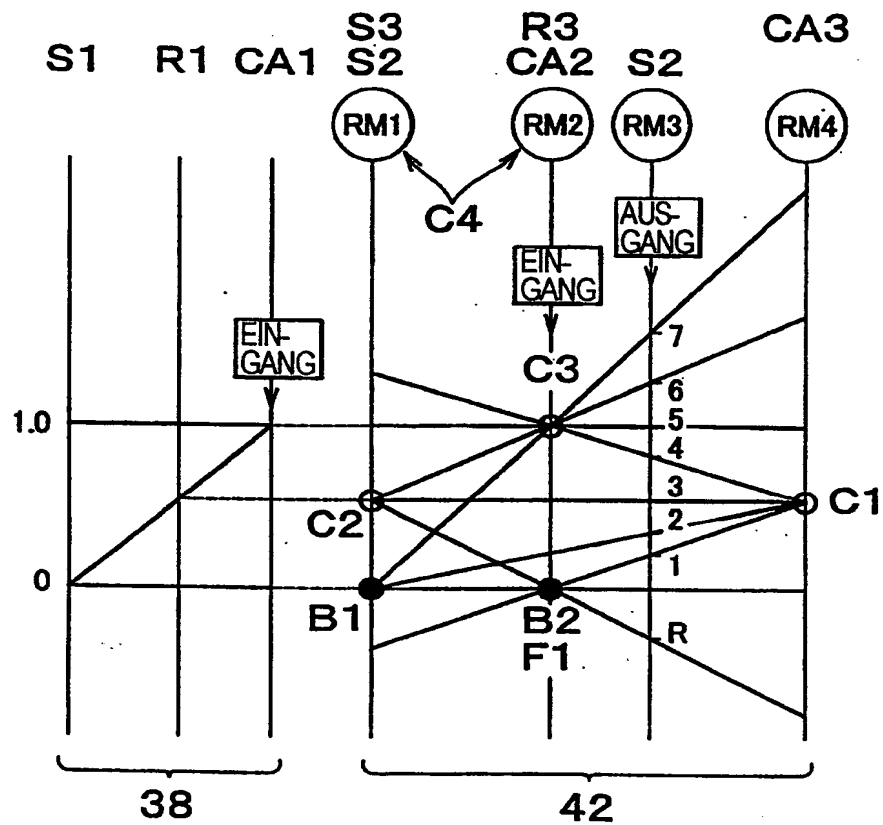 S3 R3 CA3
S1 R1 CA1 S2 CA2 S2
RM1 RM2 RM3 RM4
C4
AUS-
GANG
EIN-
GANG
EIN-
GANG
7
C3
6
1.0
5
4
3
C1
C2
2
1
0
B1
B2
R
F1
38
42